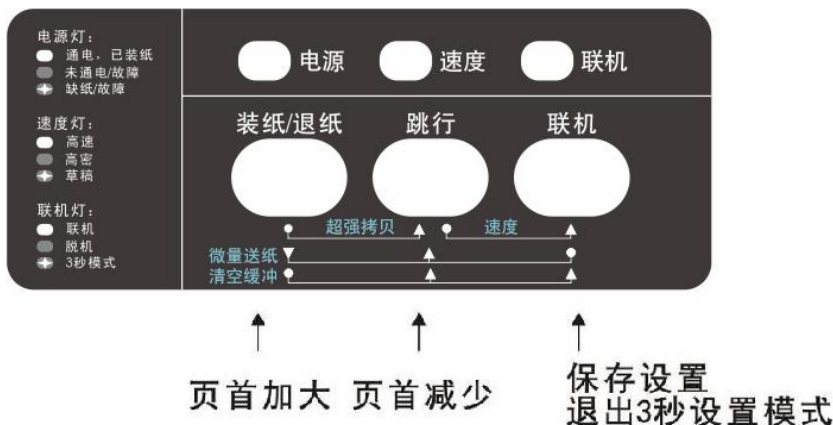 电源灯：
通电，已装纸
未通电/故障
缺纸/故障
速度灯：
高速
高密
草稿
联机灯：
联机
脱机
3秒模式
电源 速度 联机
装纸/退纸 跳行 联机
超强拷贝 速度
微量送纸
清空缓冲
页首加大 页首减少 保存设置
退出3秒设置模式